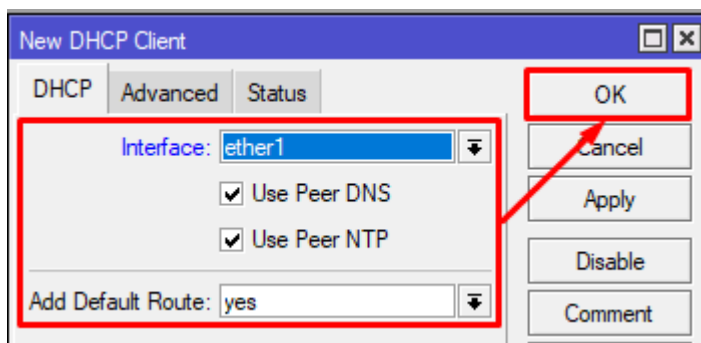 New DHCP Client
DHCP Advanced Status
OK
Interface: ether1
Cancel
Use Peer DNS
Apply
Use Peer NTP
Disable
Add Default Route: yes
Comment